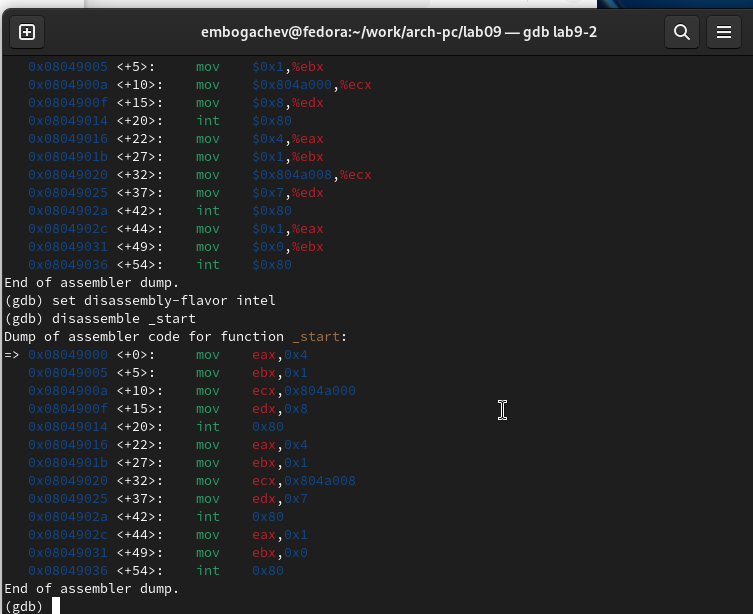 embogachev@fedora:~/work/arch-pc/lab09 — gdb lab9-2
0x08049005 <+5>: mov $0x1,%ebx
0x0804900a <+10>: mov $0x804a000,%ecx
0x0804900f <+15>: mov $0x8,%edx
0x08049014 <+20>: int $0x80
0x08049016 <+22>: mov $0x4,%eax
0x0804901b <+27>: mov $0x1,%ebx
0x08049020 <+32>: mov $0x804a008,%ecx
0x08049025 <+37>: mov $0x7,%edx
0x0804902a <+42>: int $0x80
0x0804902c <+44>: mov $0x1,%eax
0x08049031 <+49>: mov $0x0,%ebx
0x08049036 <+54>: int $0x80
End of assembler dump.
(gdb) set disassembly-flavor intel
(gdb) disassemble _start
Dump of assembler code for function _start:
=> 0x08049000 <+0>: mov eax,0x4
0x08049005 <+5>: mov ebx,0x1
0x0804900a <+10>: mov ecx,0x804a000
0x0804900f <+15>: mov edx,0x8
0x08049014 <+20>: int 0x80
0x08049016 <+22>: mov eax,0x4
0x0804901b <+27>: mov ebx,0x1
0x08049020 <+32>: mov ecx,0x804a008
0x08049025 <+37>: mov edx,0x7
0x0804902a <+42>: int 0x80
0x0804902c <+44>: mov eax,0x1
0x08049031 <+49>: mov ebx,0x0
0x08049036 <+54>: int 0x80
End of assembler dump.
(gdb)